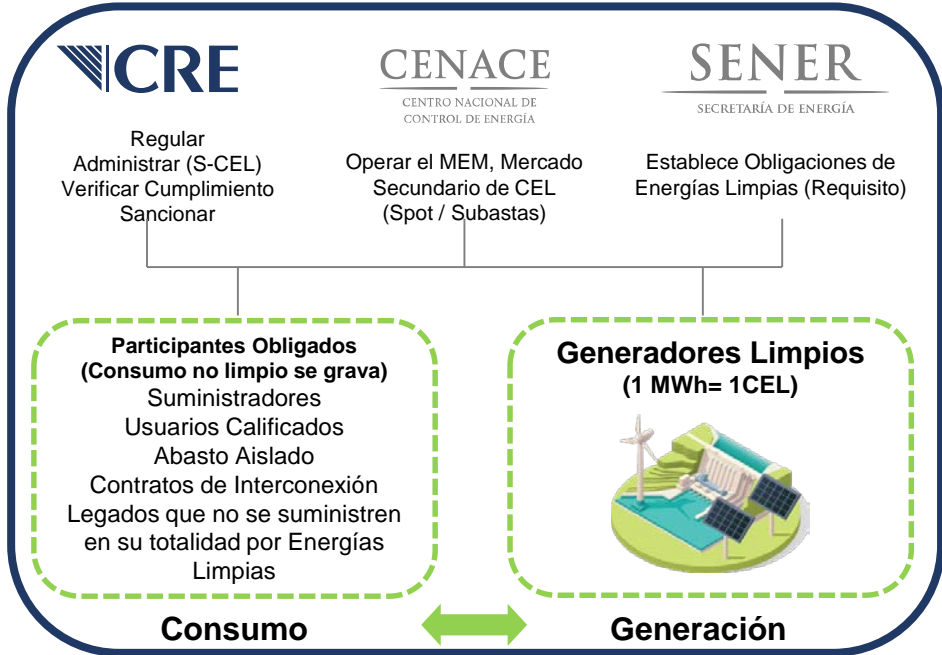 CRE
Regular
Administrar (S-CEL)
Verificar Cumplimiento
Sancionar
CENACE
CENTRO NACIONAL DE
CONTROL DE ENERGÍA
Operar el MEM, Mercado
Secundario de CEL
(Spot / Subastas)
SENER
SECRETARÍA DE ENERGÍA
Establece Obligaciones de
Energías Limpias (Requisito)
Participantes Obligados
(Consumo no limpio se grava)
Suministradores
Usuarios Calificados
Abasto Aislado
Contratos de Interconexión
Legados que no se suministren
en su totalidad por Energías
Limpias
Generadores Limpios
(1 MWh= 1CEL)
Consumo
Generación